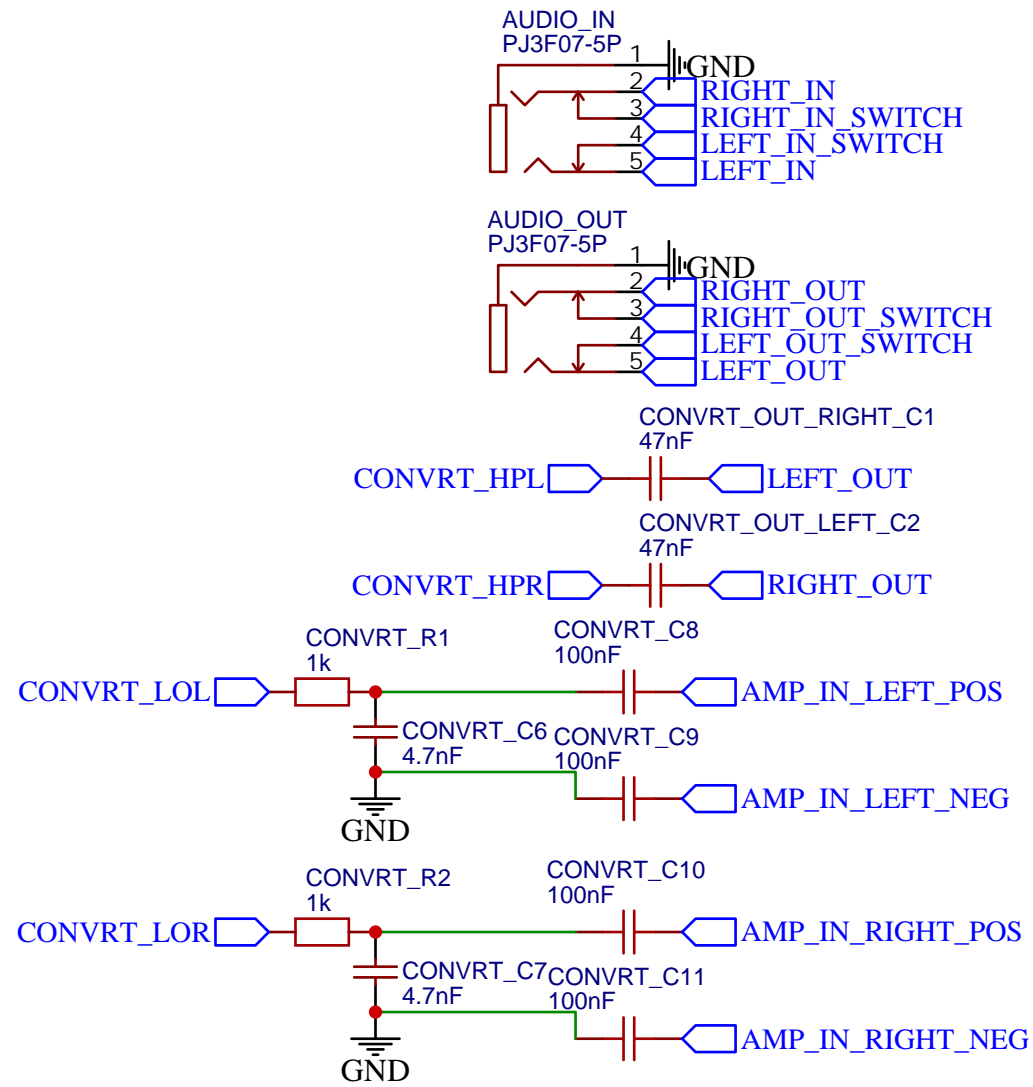 AUDIO_IN
PJ3F07-5P
1 GND
2 RIGHT_IN
3 RIGHT_IN_SWITCH
4 LEFT_IN_SWITCH
5 LEFT_IN
AUDIO_OUT
PJ3F07-5P
1 GND
2 RIGHT_OUT
3 RIGHT_OUT_SWITCH
4 LEFT_OUT_SWITCH
5 LEFT_OUT
CONVRT_OUT_RIGHT_C1
47nF
CONVRT_HPL LEFT_OUT
CONVRT_OUT_LEFT_C2
47nF
CONVRT_HPR RIGHT_OUT
CONVRT_R1 CONVRT_C8
1k 100nF
CONVRT_LOL AMP_IN_LEFT_POS
CONVRT_C6 CONVRT_C9
4.7nF 100nF
AMP_IN_LEFT_NEG
GND
CONVRT_R2 CONVRT_C10
1k 100nF
CONVRT_LOR AMP_IN_RIGHT_POS
CONVRT_C7 CONVRT_C11
4.7nF 100nF
AMP_IN_RIGHT_NEG
GND